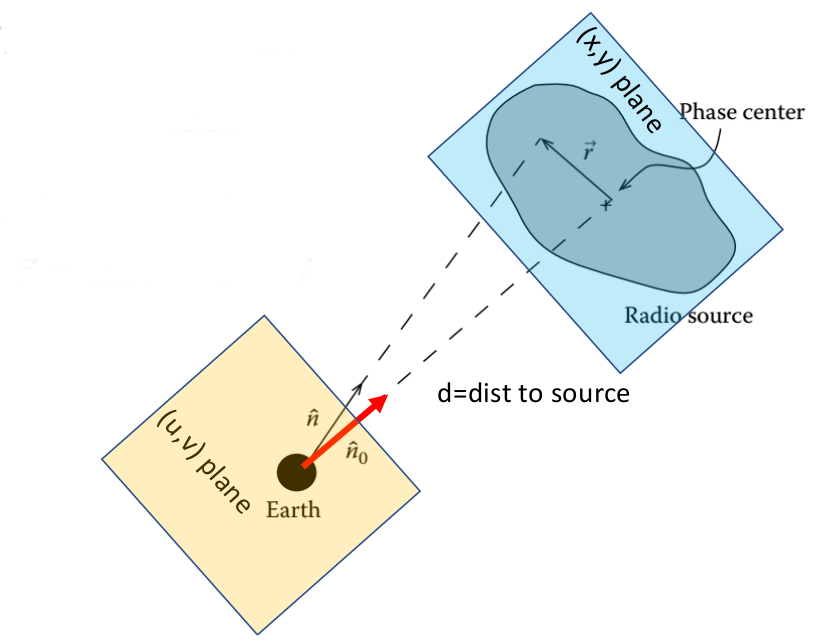 (x,y) plane
Phase center
r⃗
Radio source
d=dist to source
n̂
(u,v) plane
n̂₀
Earth